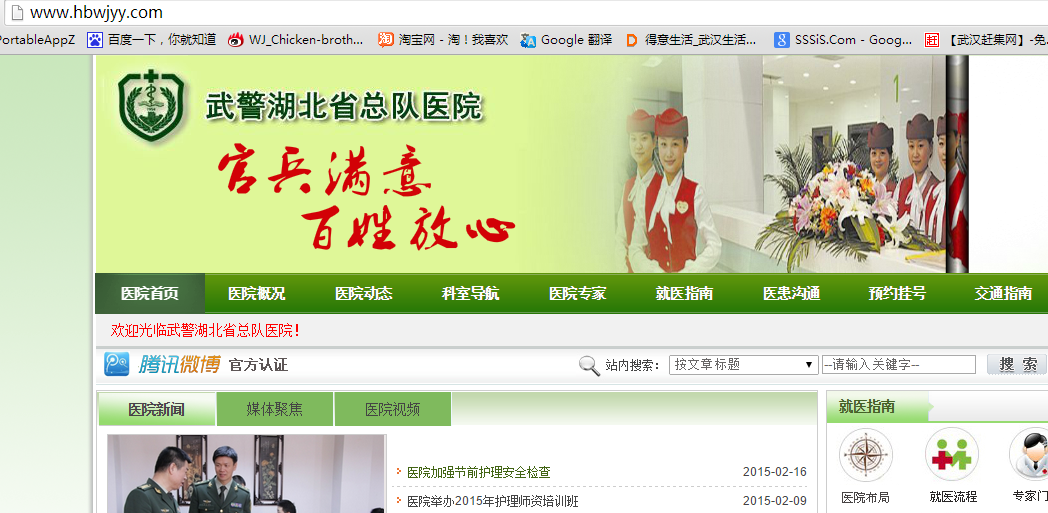 www.hbwjyy.com
PortableAppZ 百度一下，你就知道 WJ_Chicken-broth... 淘宝网 - 淘！我喜欢 Google 翻译 得意生活_武汉生活... SSSiS.Com - Goog... 【武汉赶集网】-免
武警湖北省总队医院
官兵满意
百姓放心
1
医院首页 医院概况 医院动态 科室导航 医院专家 就医指南 医患沟通 预约挂号 交通指南
欢迎光临武警湖北省总队医院！
腾讯微博 官方认证 站内搜索： 按文章标题 --请输入关键字-- 搜 索
医院新闻 媒体聚焦 医院视频 就医指南
医院加强节前护理安全检查 2015-02-16
医院举办2015年护理师资培训班 2015-02-09
医院布局 就医流程 专家门